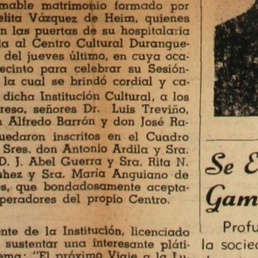 mable matrimonio formado por
elita Vázquez de Heim, quienes
n las puertas de su hospitalaria
al Centro Cultural Durangue-
del jueves último, en cuya oca-
ecinto para celebrar su Sesión
la cual se brindó cordial y ca-
dicha Institución Cultural, a los
reso, señores Dr. Luis Treviño,
n Alfredo Barrón y don José Ra-
uedaron inscritos en el Cuadro
Sres. don Antonio Ardila y Sra.
D. J. Abel Guerra y Sra. Rita N.
hez y Sra. María Anguiano de
s, que bondadosamente acepta-
peradores del propio Centro.
nte de la Institución, licenciado
sustentar una interesante pláti-
ma: "El próximo Viaje a la Lu-
Se E
Gam
Profu
la socied